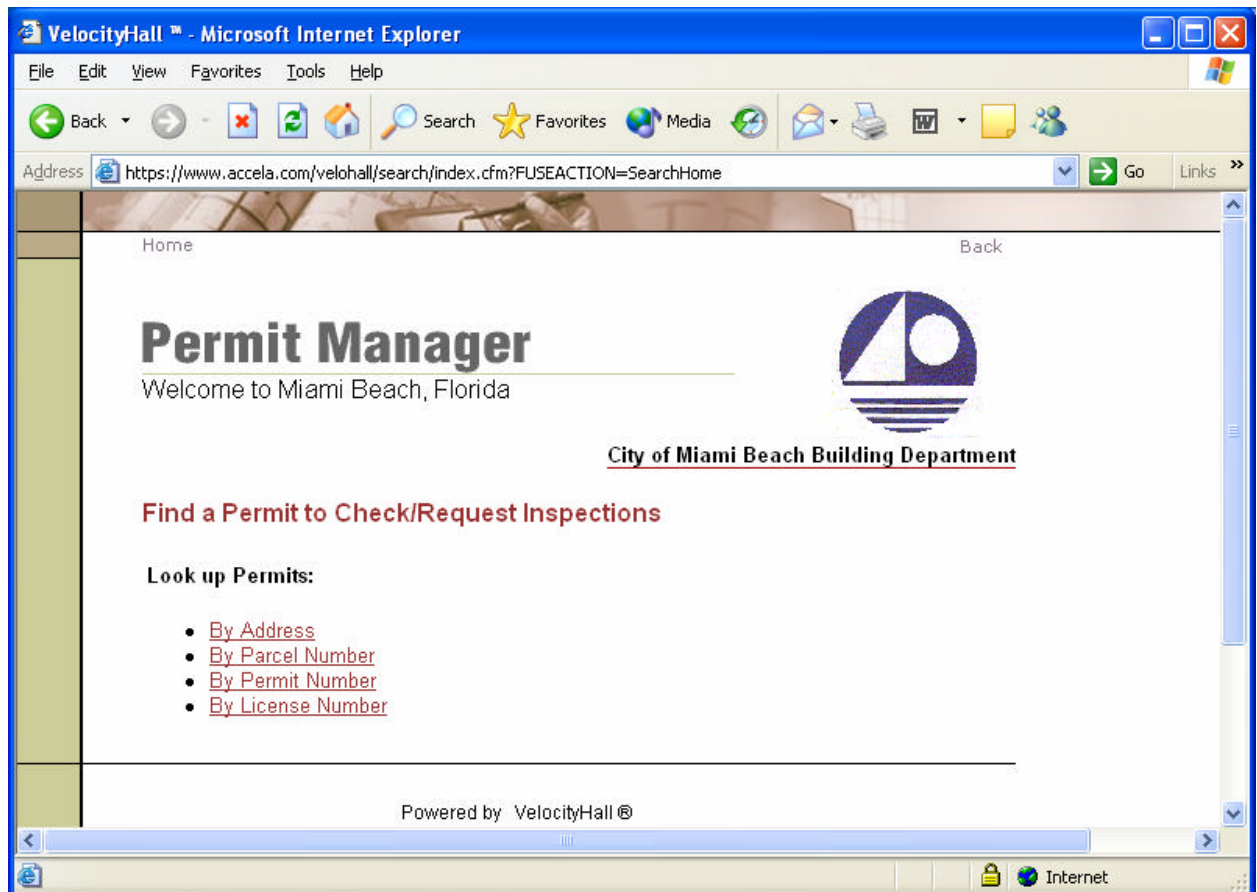 VelocityHall ™ - Microsoft Internet Explorer
File Edit View Favorites Tools Help
Back Search Favorites Media W
Address https://www.accela.com/velohall/search/index.cfm?FUSEACTION=SearchHome Go Links »
Home Back
Permit Manager
Welcome to Miami Beach, Florida
City of Miami Beach Building Department
Find a Permit to Check/Request Inspections
Look up Permits:
• By Address
• By Parcel Number
• By Permit Number
• By License Number
Powered by VelocityHall ®
Internet